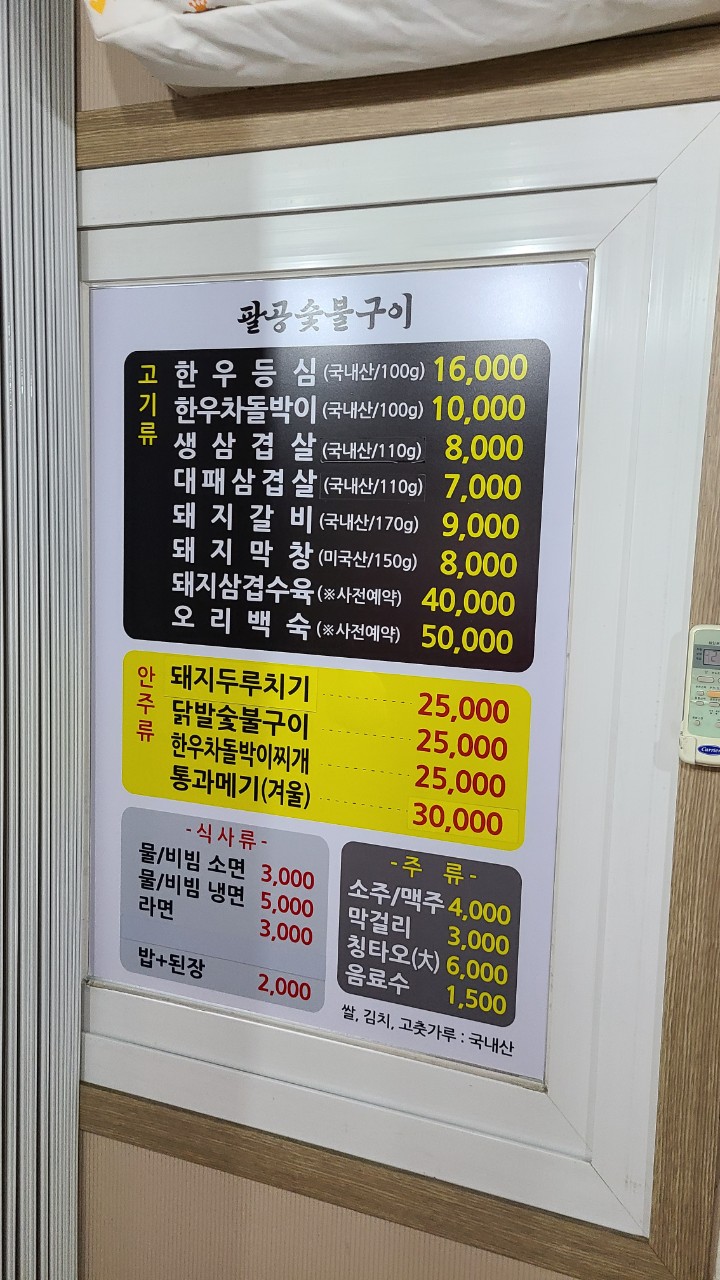 팔공숯불구이
고기류
한우등심 (국내산/100g) 16,000
한우차돌박이 (국내산/100g) 10,000
생삼겹살 (국내산/110g) 8,000
대패삼겹살 (국내산/110g) 7,000
돼지갈비 (국내산/170g) 9,000
돼지막창 (미국산/150g) 8,000
돼지삼겹수육 (※사전예약) 40,000
오리백숙 (※사전예약) 50,000
안주류
돼지두루치기 25,000
닭발숯불구이 25,000
한우차돌박이찌개 25,000
통과메기(겨울) 30,000
-식사류-
물/비빔 소면 3,000
물/비빔 냉면 5,000
라면 3,000
밥+된장 2,000
-주 류-
소주/맥주 4,000
막걸리 3,000
칭타오(大) 6,000
음료수 1,500
쌀, 김치, 고춧가루 : 국내산
Carrier